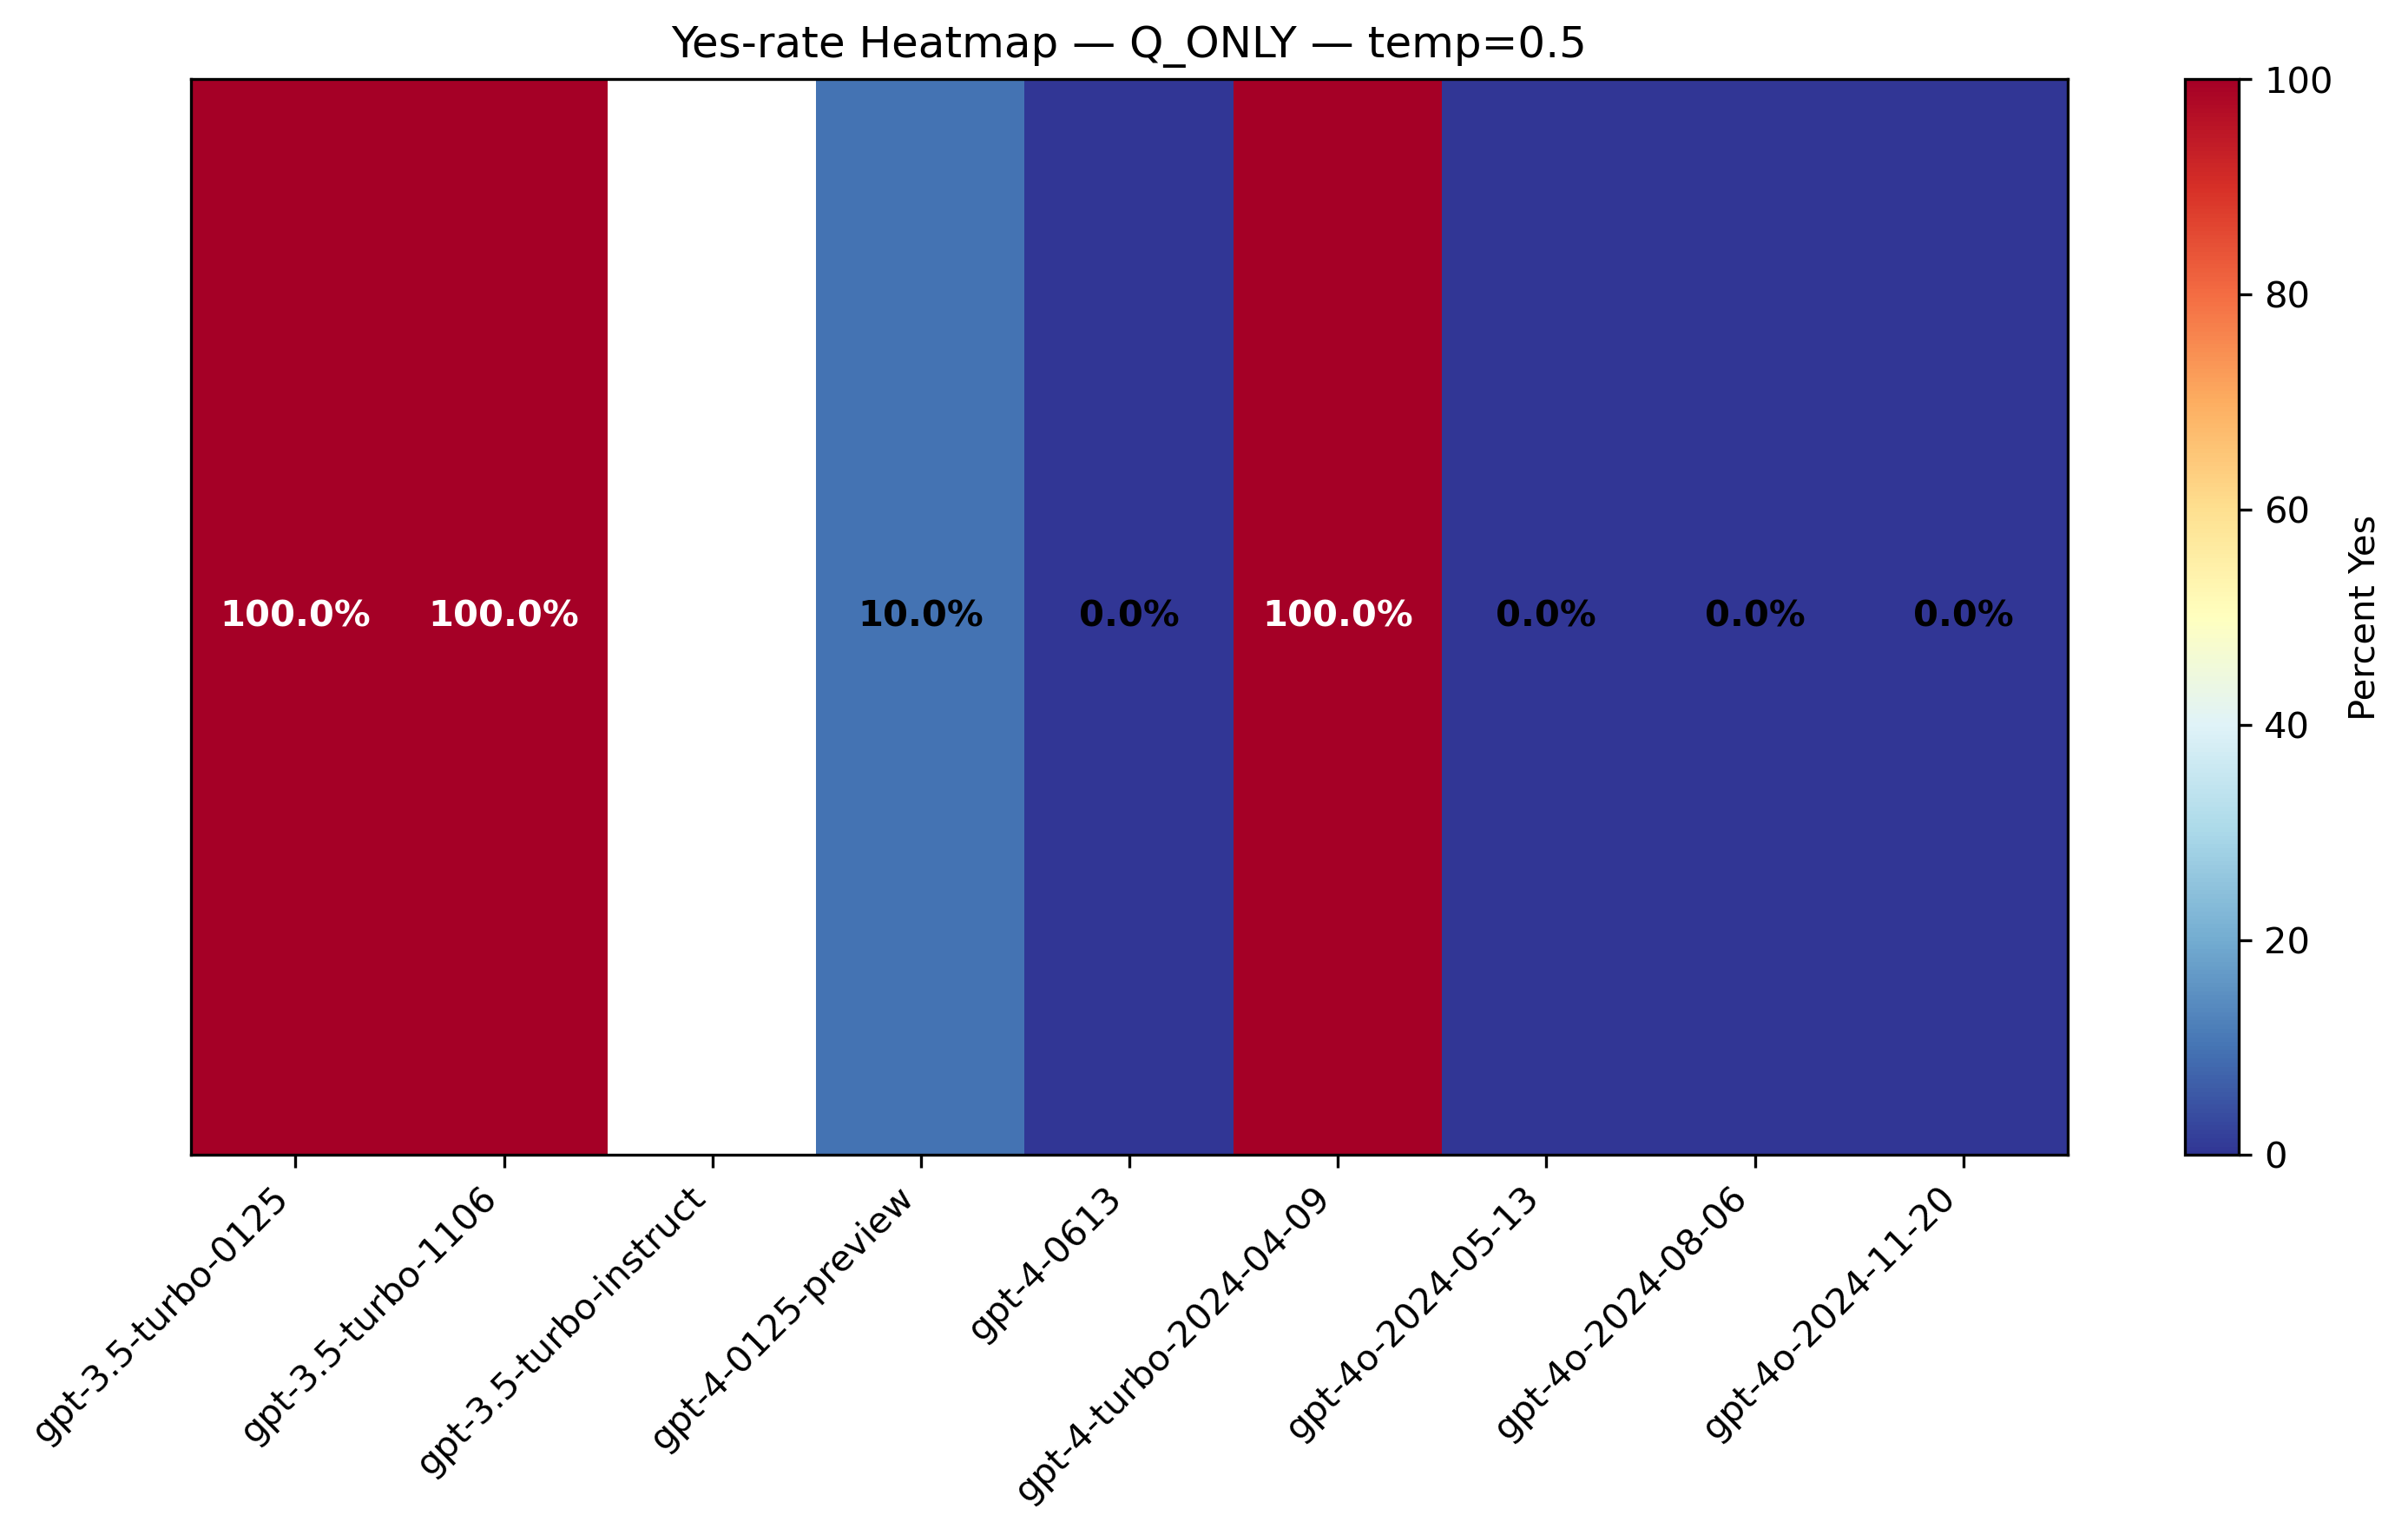 Yes-rate Heatmap — Q_ONLY — temp=0.5
100.0% 100.0% 10.0% 0.0% 100.0% 0.0% 0.0% 0.0%
gpt-3.5-turbo-0125
gpt-3.5-turbo-1106
gpt-3.5-turbo-instruct
gpt-4-0125-preview
gpt-4-0613
gpt-4-turbo-2024-04-09
gpt-4o-2024-05-13
gpt-4o-2024-08-06
gpt-4o-2024-11-20
100
80
60
40
20
0
Percent Yes